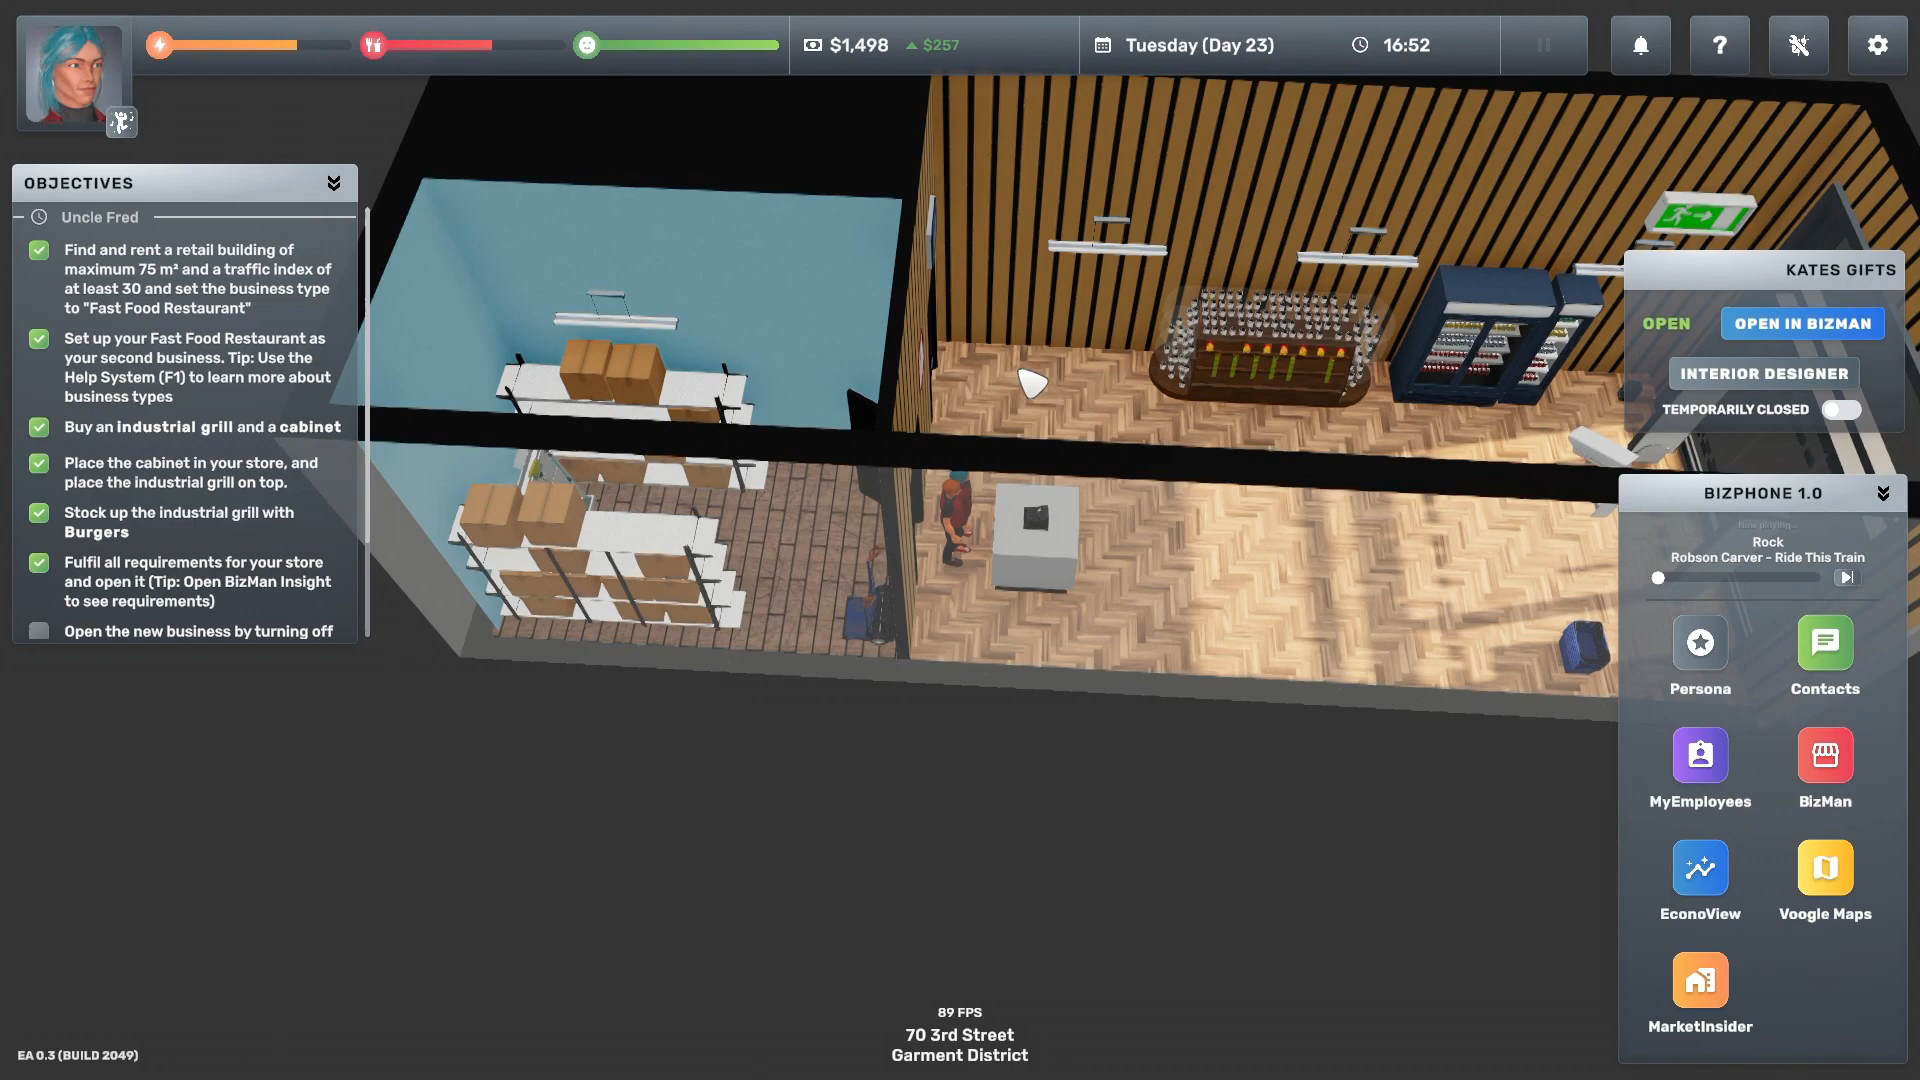 $1,498
$257
Tuesday (Day 23)
16:52
OBJECTIVES
Uncle Fred
Find and rent a retail building of
maximum 75 m² and a traffic index of
at least 30 and set the business type
to "Fast Food Restaurant"
Set up your Fast Food Restaurant as
your second business. Tip: Use the
Help System (F1) to learn more about
business types
Buy an industrial grill and a cabinet
Place the cabinet in your store, and
place the industrial grill on top.
Stock up the industrial grill with
Burgers
Fulfil all requirements for your store
and open it (Tip: Open BizMan Insight
to see requirements)
Open the new business by turning off
KATES GIFTS
OPEN
OPEN IN BIZMAN
INTERIOR DESIGNER
TEMPORARILY CLOSED
BIZPHONE 1.0
Now playing...
Rock
Robson Carver - Ride This Train
Persona
Contacts
MyEmployees
BizMan
EconoView
Voogle Maps
MarketInsider
89 FPS
70 3rd Street
Garment District
EA 0.3 (BUILD 2049)